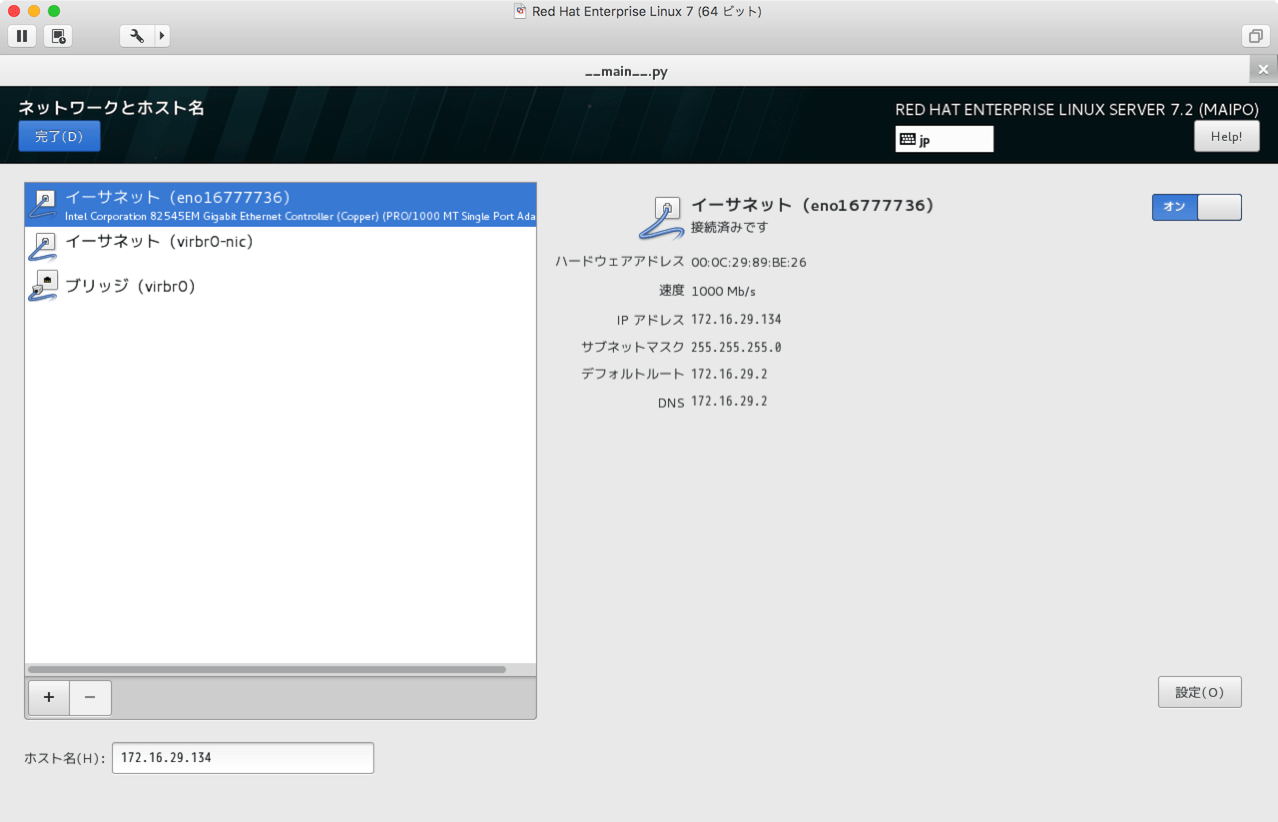 Red Hat Enterprise Linux 7 (64 ビット)
__main__.py
ネットワークとホスト名
完了(D)
RED HAT ENTERPRISE LINUX SERVER 7.2 (MAIPO)
jp
Help!
イーサネット (eno16777736)
Intel Corporation 82545EM Gigabit Ethernet Controller (Copper) (PRO/1000 MT Single Port Ada
イーサネット (virbr0-nic)
ブリッジ (virbr0)
イーサネット (eno16777736)
接続済みです
オン
ハードウェアアドレス 00:0C:29:89:BE:26
速度 1000 Mb/s
IP アドレス 172.16.29.134
サブネットマスク 255.255.255.0
デフォルトルート 172.16.29.2
DNS 172.16.29.2
+ −
設定(O)
ホスト名(H): 172.16.29.134